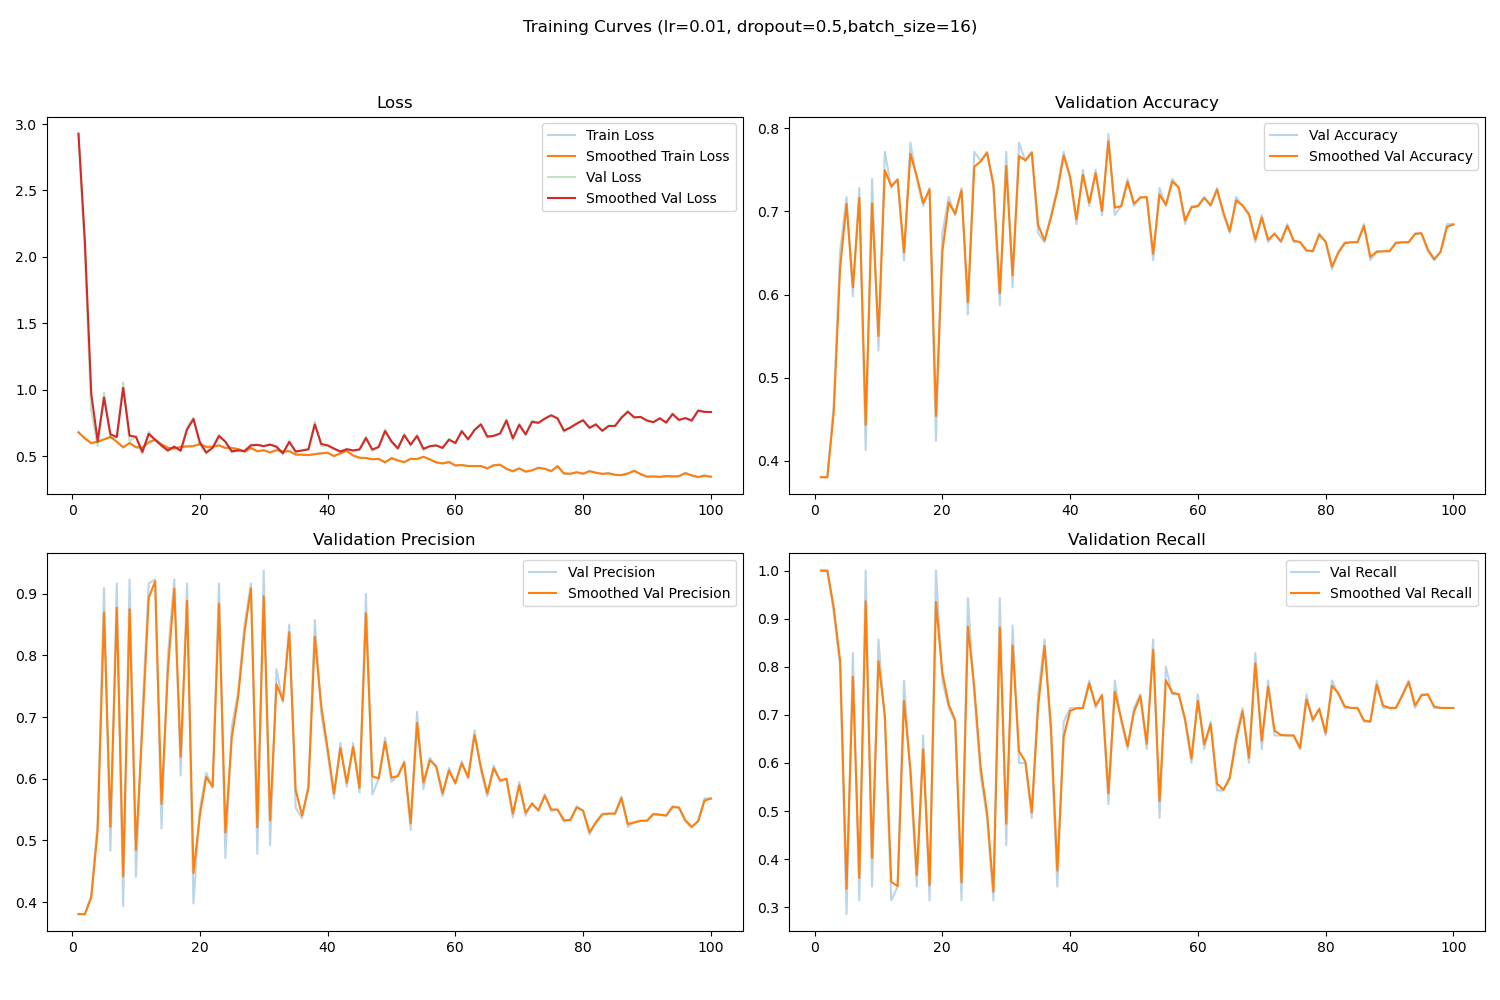 Training Curves (lr=0.01, dropout=0.5,batch_size=16)
Loss
Train Loss
Smoothed Train Loss
Val Loss
Smoothed Val Loss
3.0
2.5
2.0
1.5
1.0
0.5
0 20 40 60 80 100
Validation Accuracy
Val Accuracy
Smoothed Val Accuracy
0.8
0.7
0.6
0.5
0.4
0 20 40 60 80 100
Validation Precision
Val Precision
Smoothed Val Precision
0.9
0.8
0.7
0.6
0.5
0.4
0 20 40 60 80 100
Validation Recall
Val Recall
Smoothed Val Recall
1.0
0.9
0.8
0.7
0.6
0.5
0.4
0.3
0 20 40 60 80 100